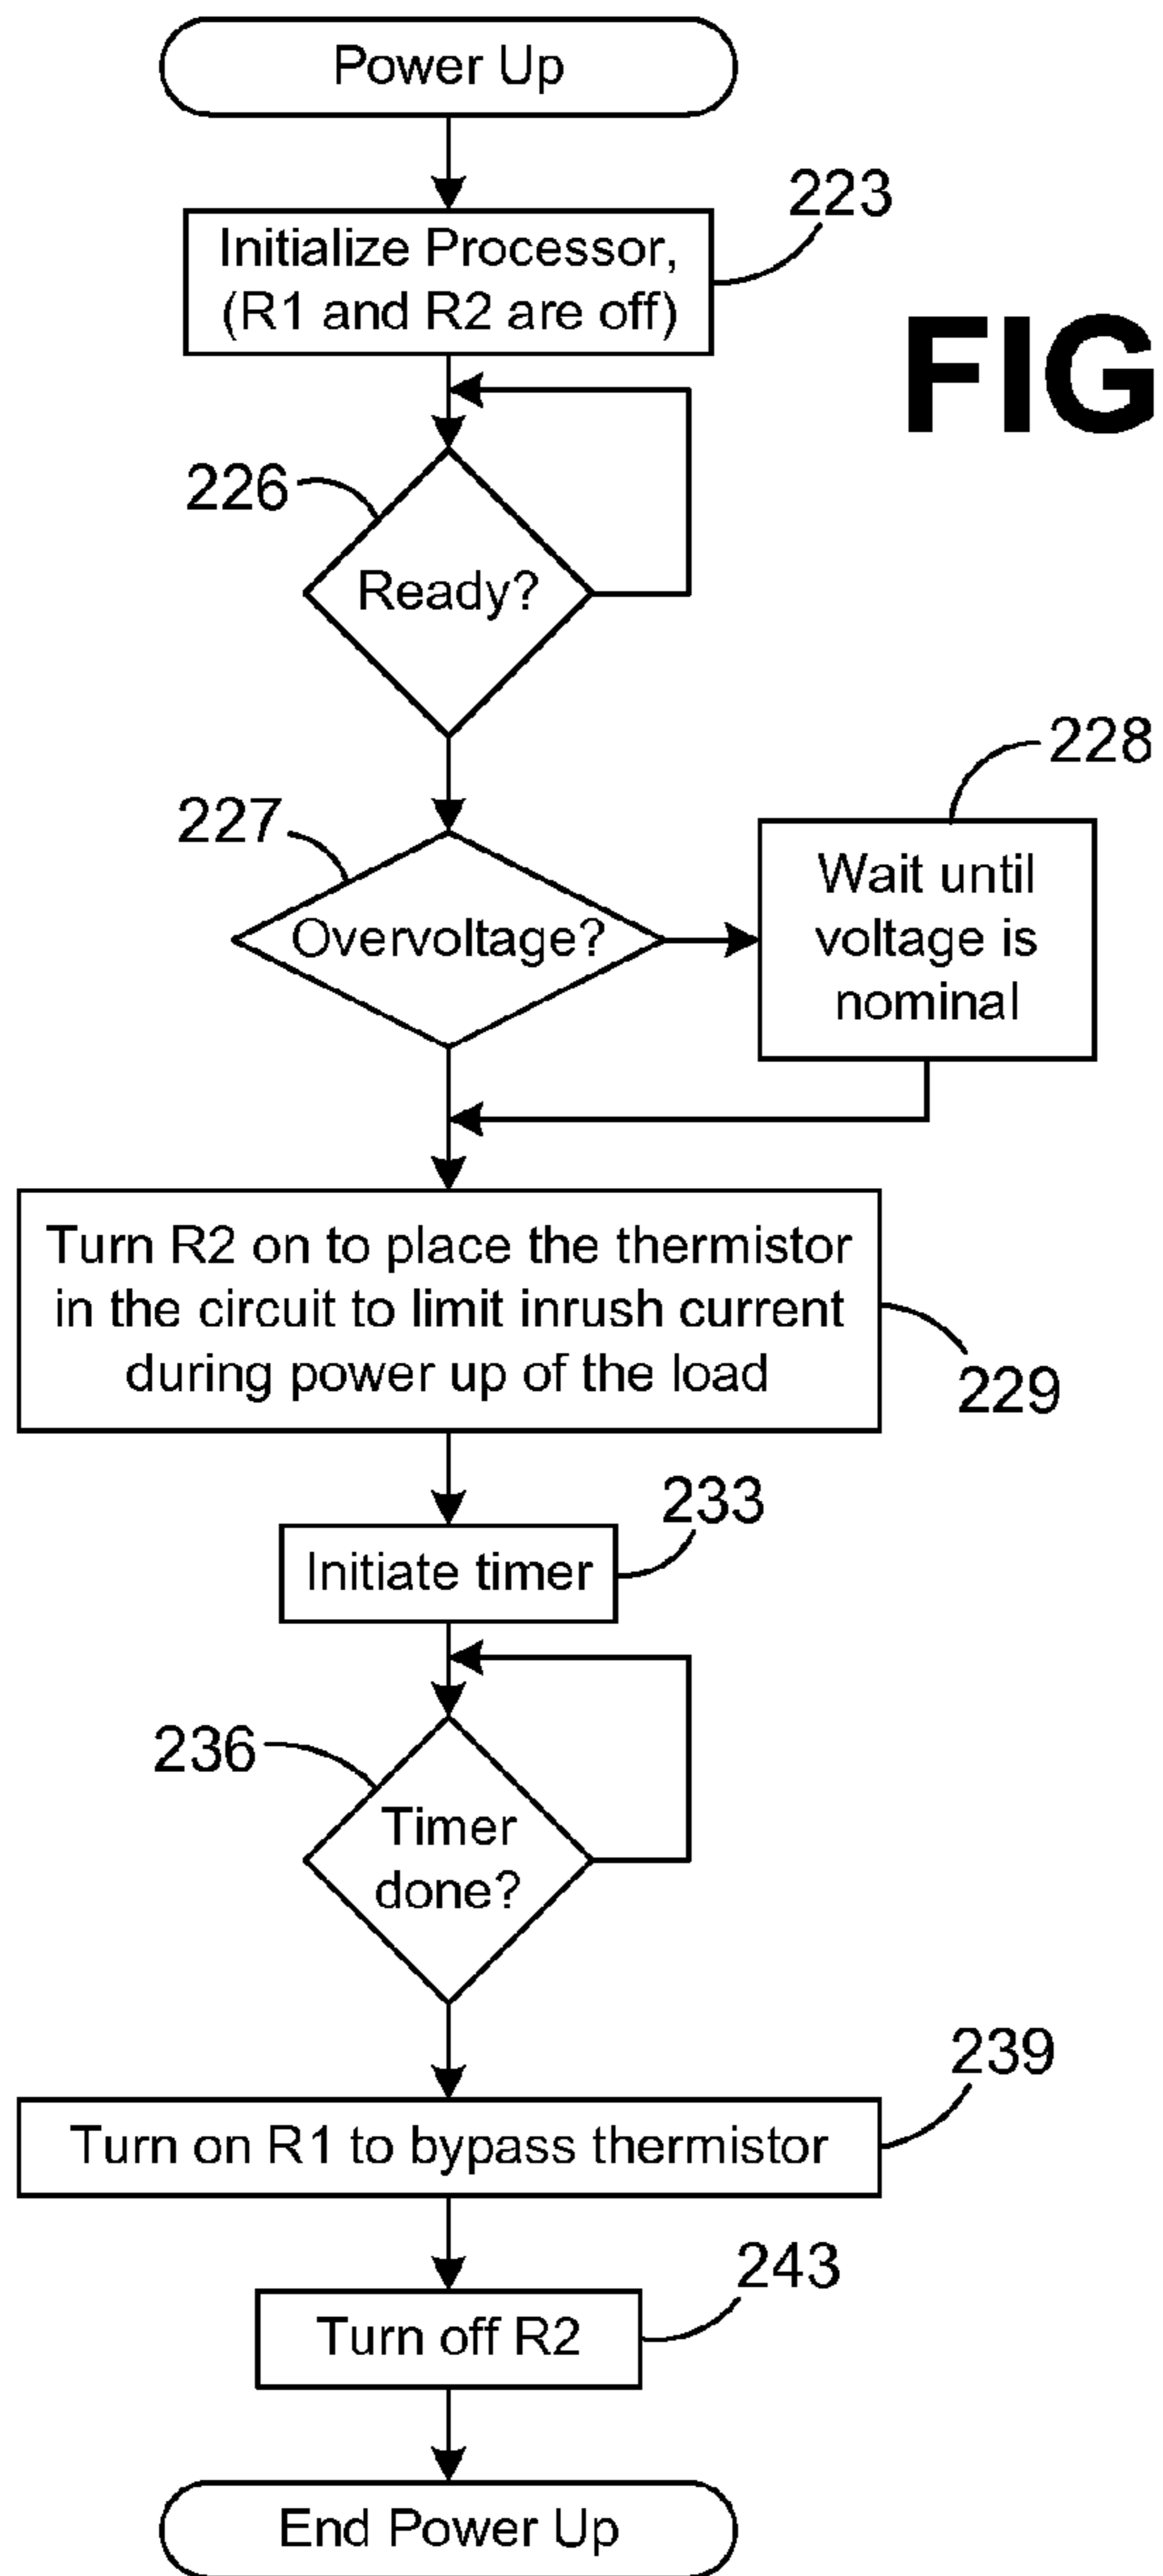 Power Up
223
Initialize Processor,
(R1 and R2 are off)
FIG
226
Ready?
228
227
Overvoltage?
Wait until
voltage is
nominal
Turn R2 on to place the thermistor
in the circuit to limit inrush current
during power up of the load
229
233
Initiate timer
236
Timer
done?
239
Turn on R1 to bypass thermistor
243
Turn off R2
End Power Up